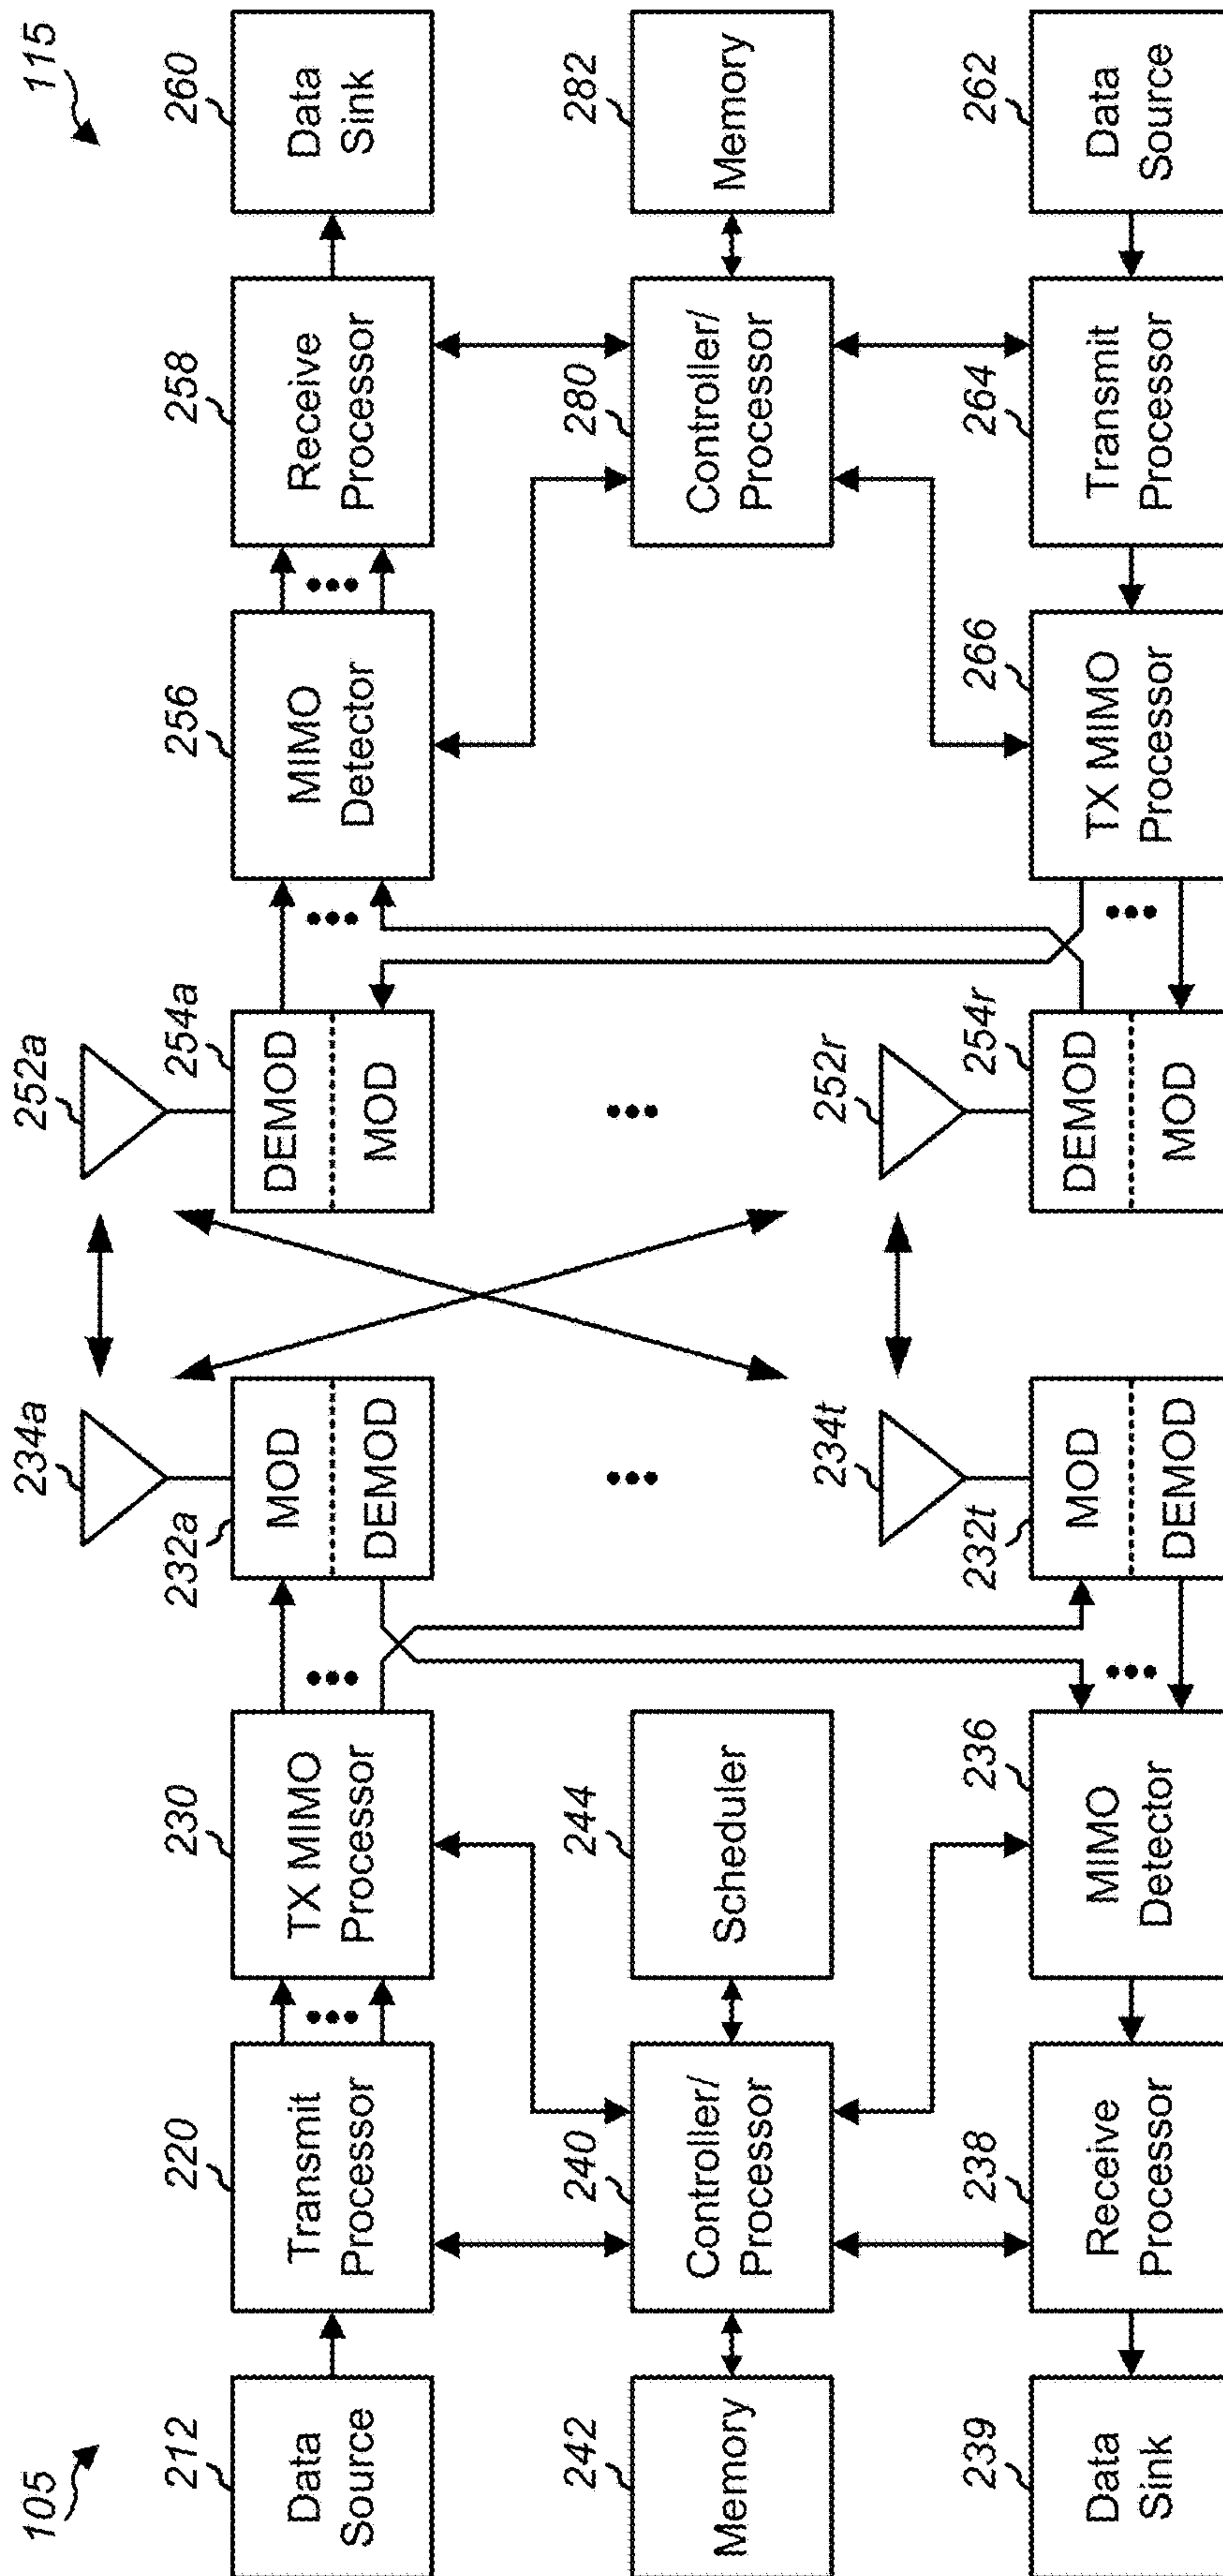 105
115
234a
252a
212
220
230
232a
254a
256
258
260
Data
Source
Transmit
Processor
TX MIMO
Processor
MOD
DEMOD
DEMOD
MOD
MIMO
Detector
Receive
Processor
Data
Sink
242
240
244
234t
252r
280
282
Memory
Controller/
Processor
Scheduler
Controller/
Processor
Memory
239
238
236
232t
254r
266
264
262
Data
Sink
Receive
Processor
MIMO
Detector
MOD
DEMOD
DEMOD
MOD
TX MIMO
Processor
Transmit
Processor
Data
Source